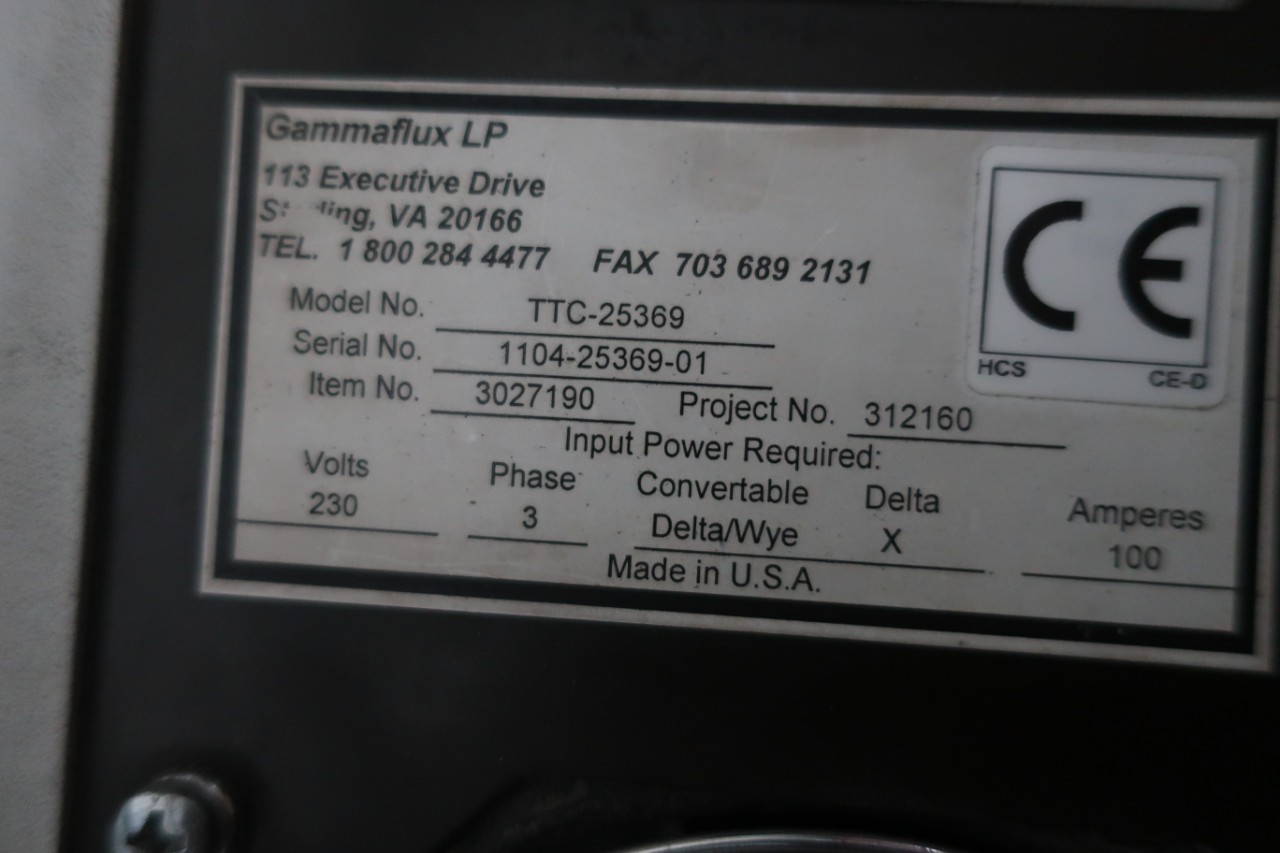 Gammaflux LP
113 Executive Drive
VA 20166
TEL. 1 800 284 4477 FAX 703 689 2131
CE
HCS CE-D
Model No. TTC-25369
Serial No. 1104-25369-01
Item No. 3027190 Project No. 312160
Input Power Required:
Volts Phase Convertable Delta Amperes
230 3 Delta/Wye X 100
Made in U.S.A.